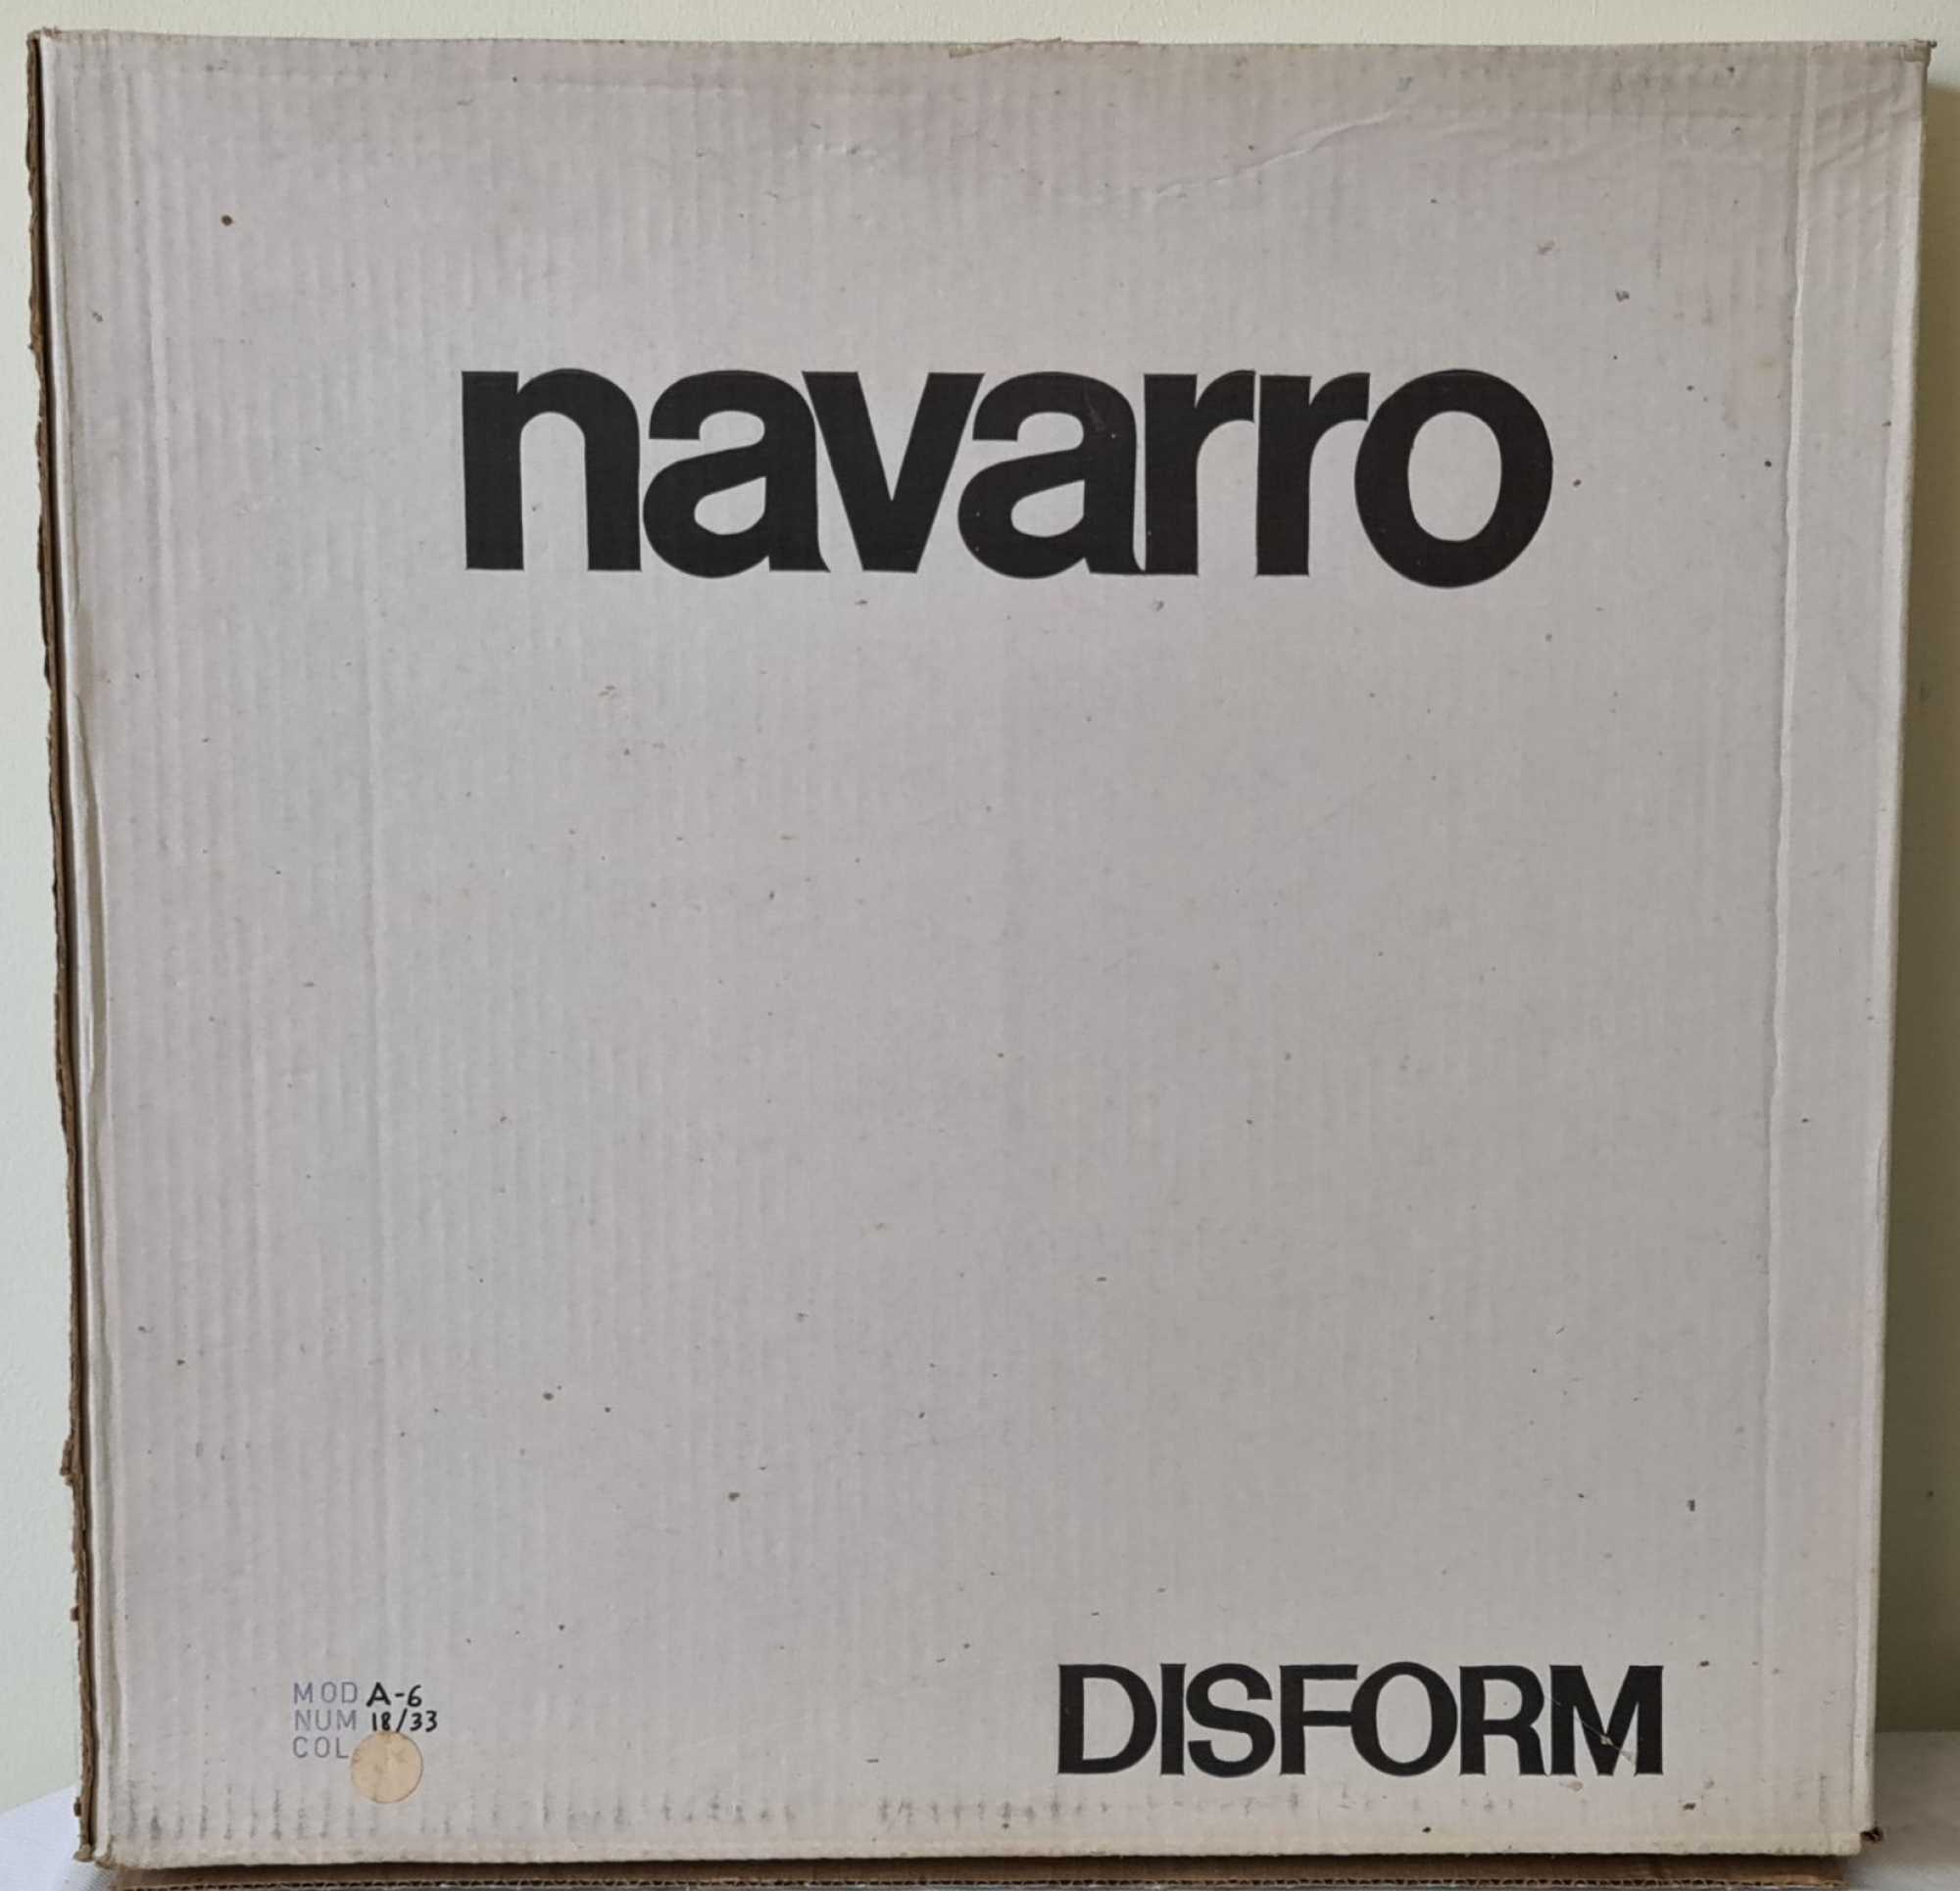 navarro
MOD A-6
NUM 18/33
COL
DISFORM